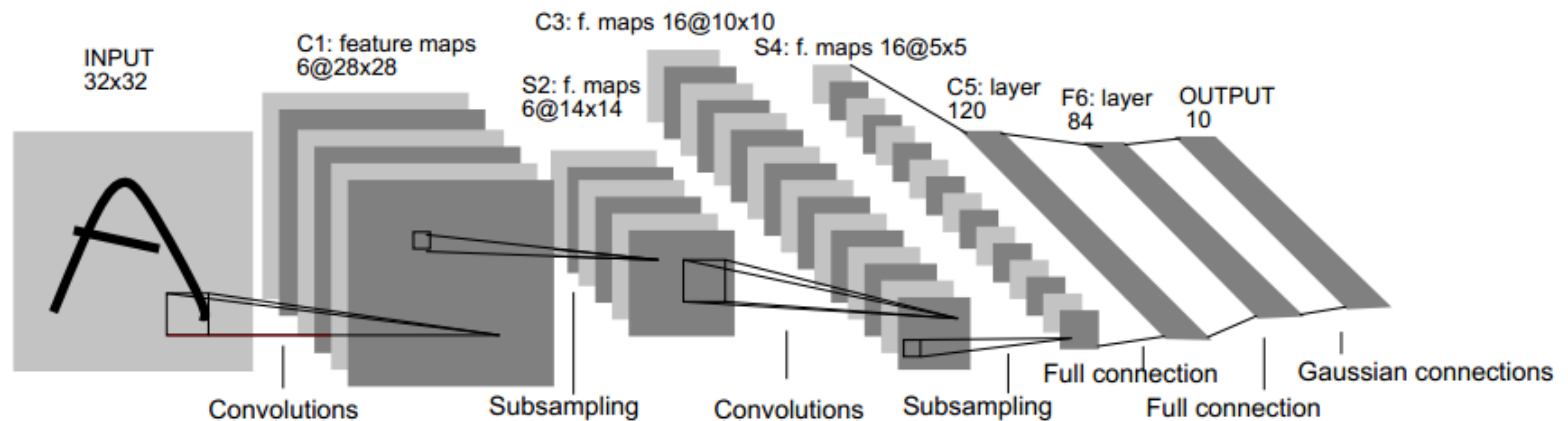 INPUT
32x32
C1: feature maps
6@28x28
S2: f. maps
6@14x14
C3: f. maps 16@10x10
S4: f. maps 16@5x5
C5: layer
120
F6: layer
84
OUTPUT
10
Convolutions
Subsampling
Convolutions
Subsampling
Full connection
Full connection
Gaussian connections